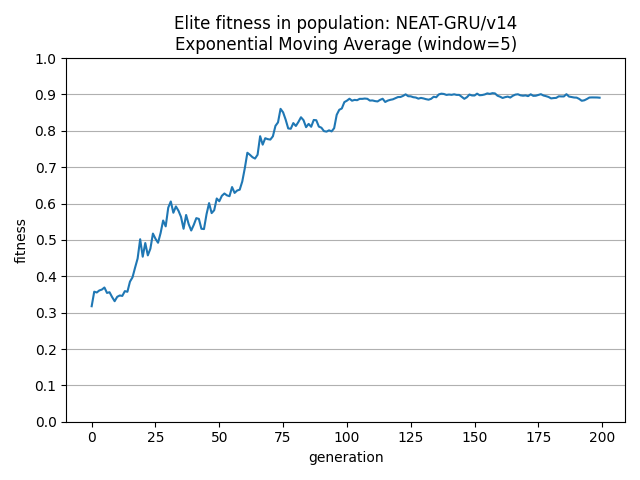 Elite fitness in population: NEAT-GRU/v14
Exponential Moving Average (window=5)
1.0
0.9
0.8
0.7
0.6
0.5
0.4
0.3
0.2
0.1
0.0
fitness
0 25 50 75 100 125 150 175 200
generation